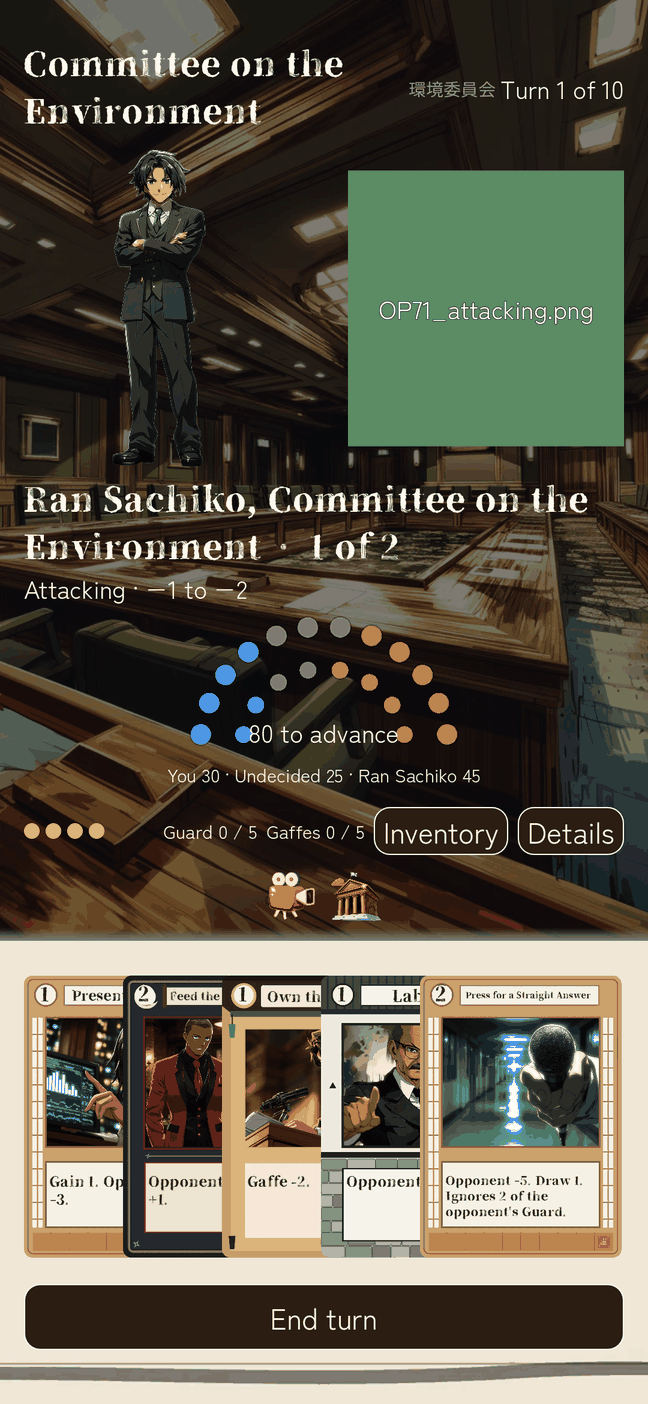 Committee on the
Environment
環境委員会 Turn 1 of 10
OP71_attacking.png
Ran Sachiko, Committee on the
Environment · 1 of 2
Attacking · −1 to −2
80 to advance
You 30 · Undecided 25 · Ran Sachiko 45
Guard 0 / 5 Gaffes 0 / 5 Inventory Details
1 Present
Gain 1. Op
-3.
2 Feed the
Opponent
+1.
1 Own th
Gaffe -2.
1 Lab
Opponent
2 Press for a Straight Answer
Opponent -5. Draw 1.
Ignores 2 of the
opponent's Guard.
End turn